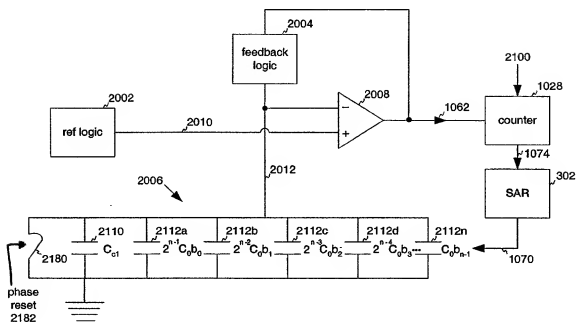 2004
feedback
logic
2100
2002
2008
1028
ref logic
2010
−
+
1062
counter
1074
2012
302
2006
SAR
2110
2112a
2112b
2112c
2112d
2112n
2180
C_c1
2^n-1 C_0b_0
2^n-2 C_0b_1
2^n-3 C_0b_2
2^n-4 C_0b_3---
C_0b_n-1
1070
phase
reset
2182